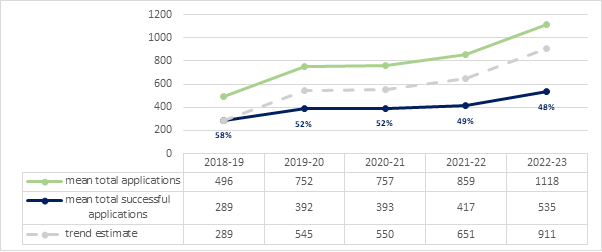 1200
1000
800
600
400
200
0
58%
52%
52%
49%
48%
2018-19 2019-20 2020-21 2021-22 2022-23
mean total applications 496 752 757 859 1118
mean total successful
applications 289 392 393 417 535
trend estimate 289 545 550 651 911